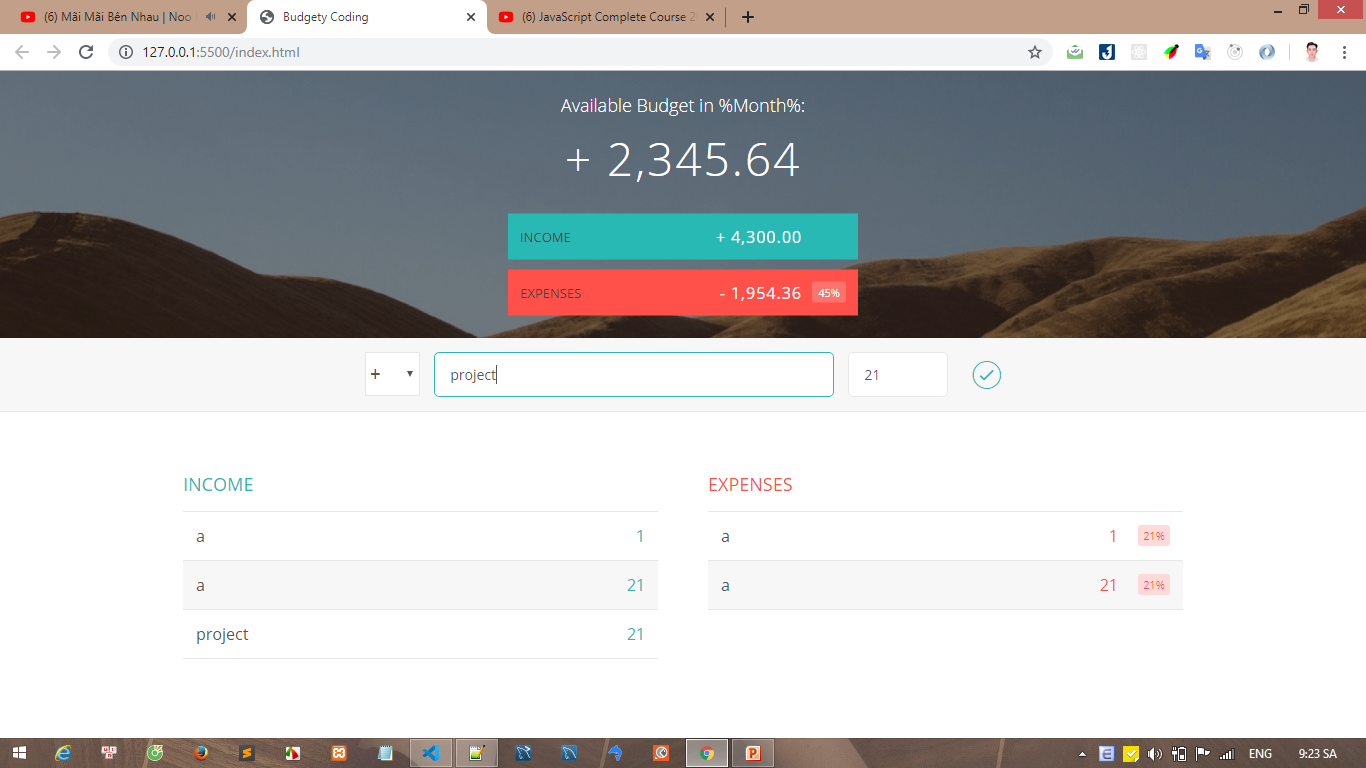 (6) Mãi Mãi Bên Nhau | Noo
Budgety Coding
(6) JavaScript Complete Course 2
127.0.0.1:5500/index.html
Available Budget in %Month%:
+ 2,345.64
INCOME + 4,300.00
EXPENSES - 1,954.36 45%
+ project 21
INCOME
a 1
a 21
project 21
EXPENSES
a 1 21%
a 21 21%
ENG 9:23 SA